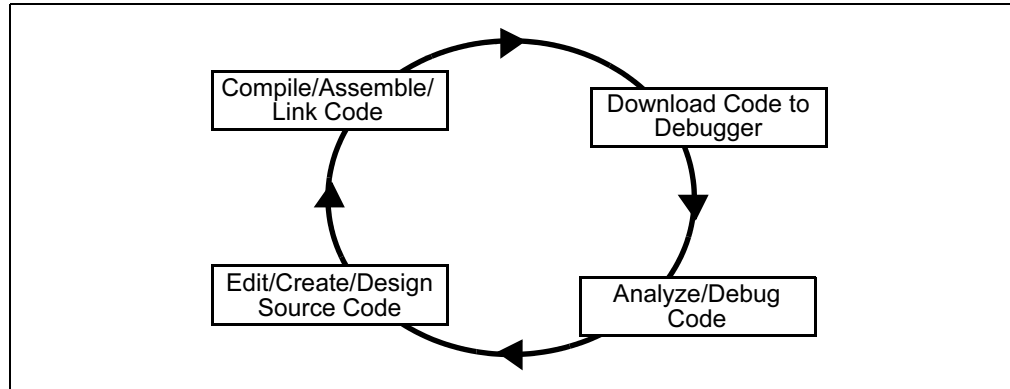 Compile/Assemble/
Link Code
Download Code to
Debugger
Edit/Create/Design
Source Code
Analyze/Debug
Code